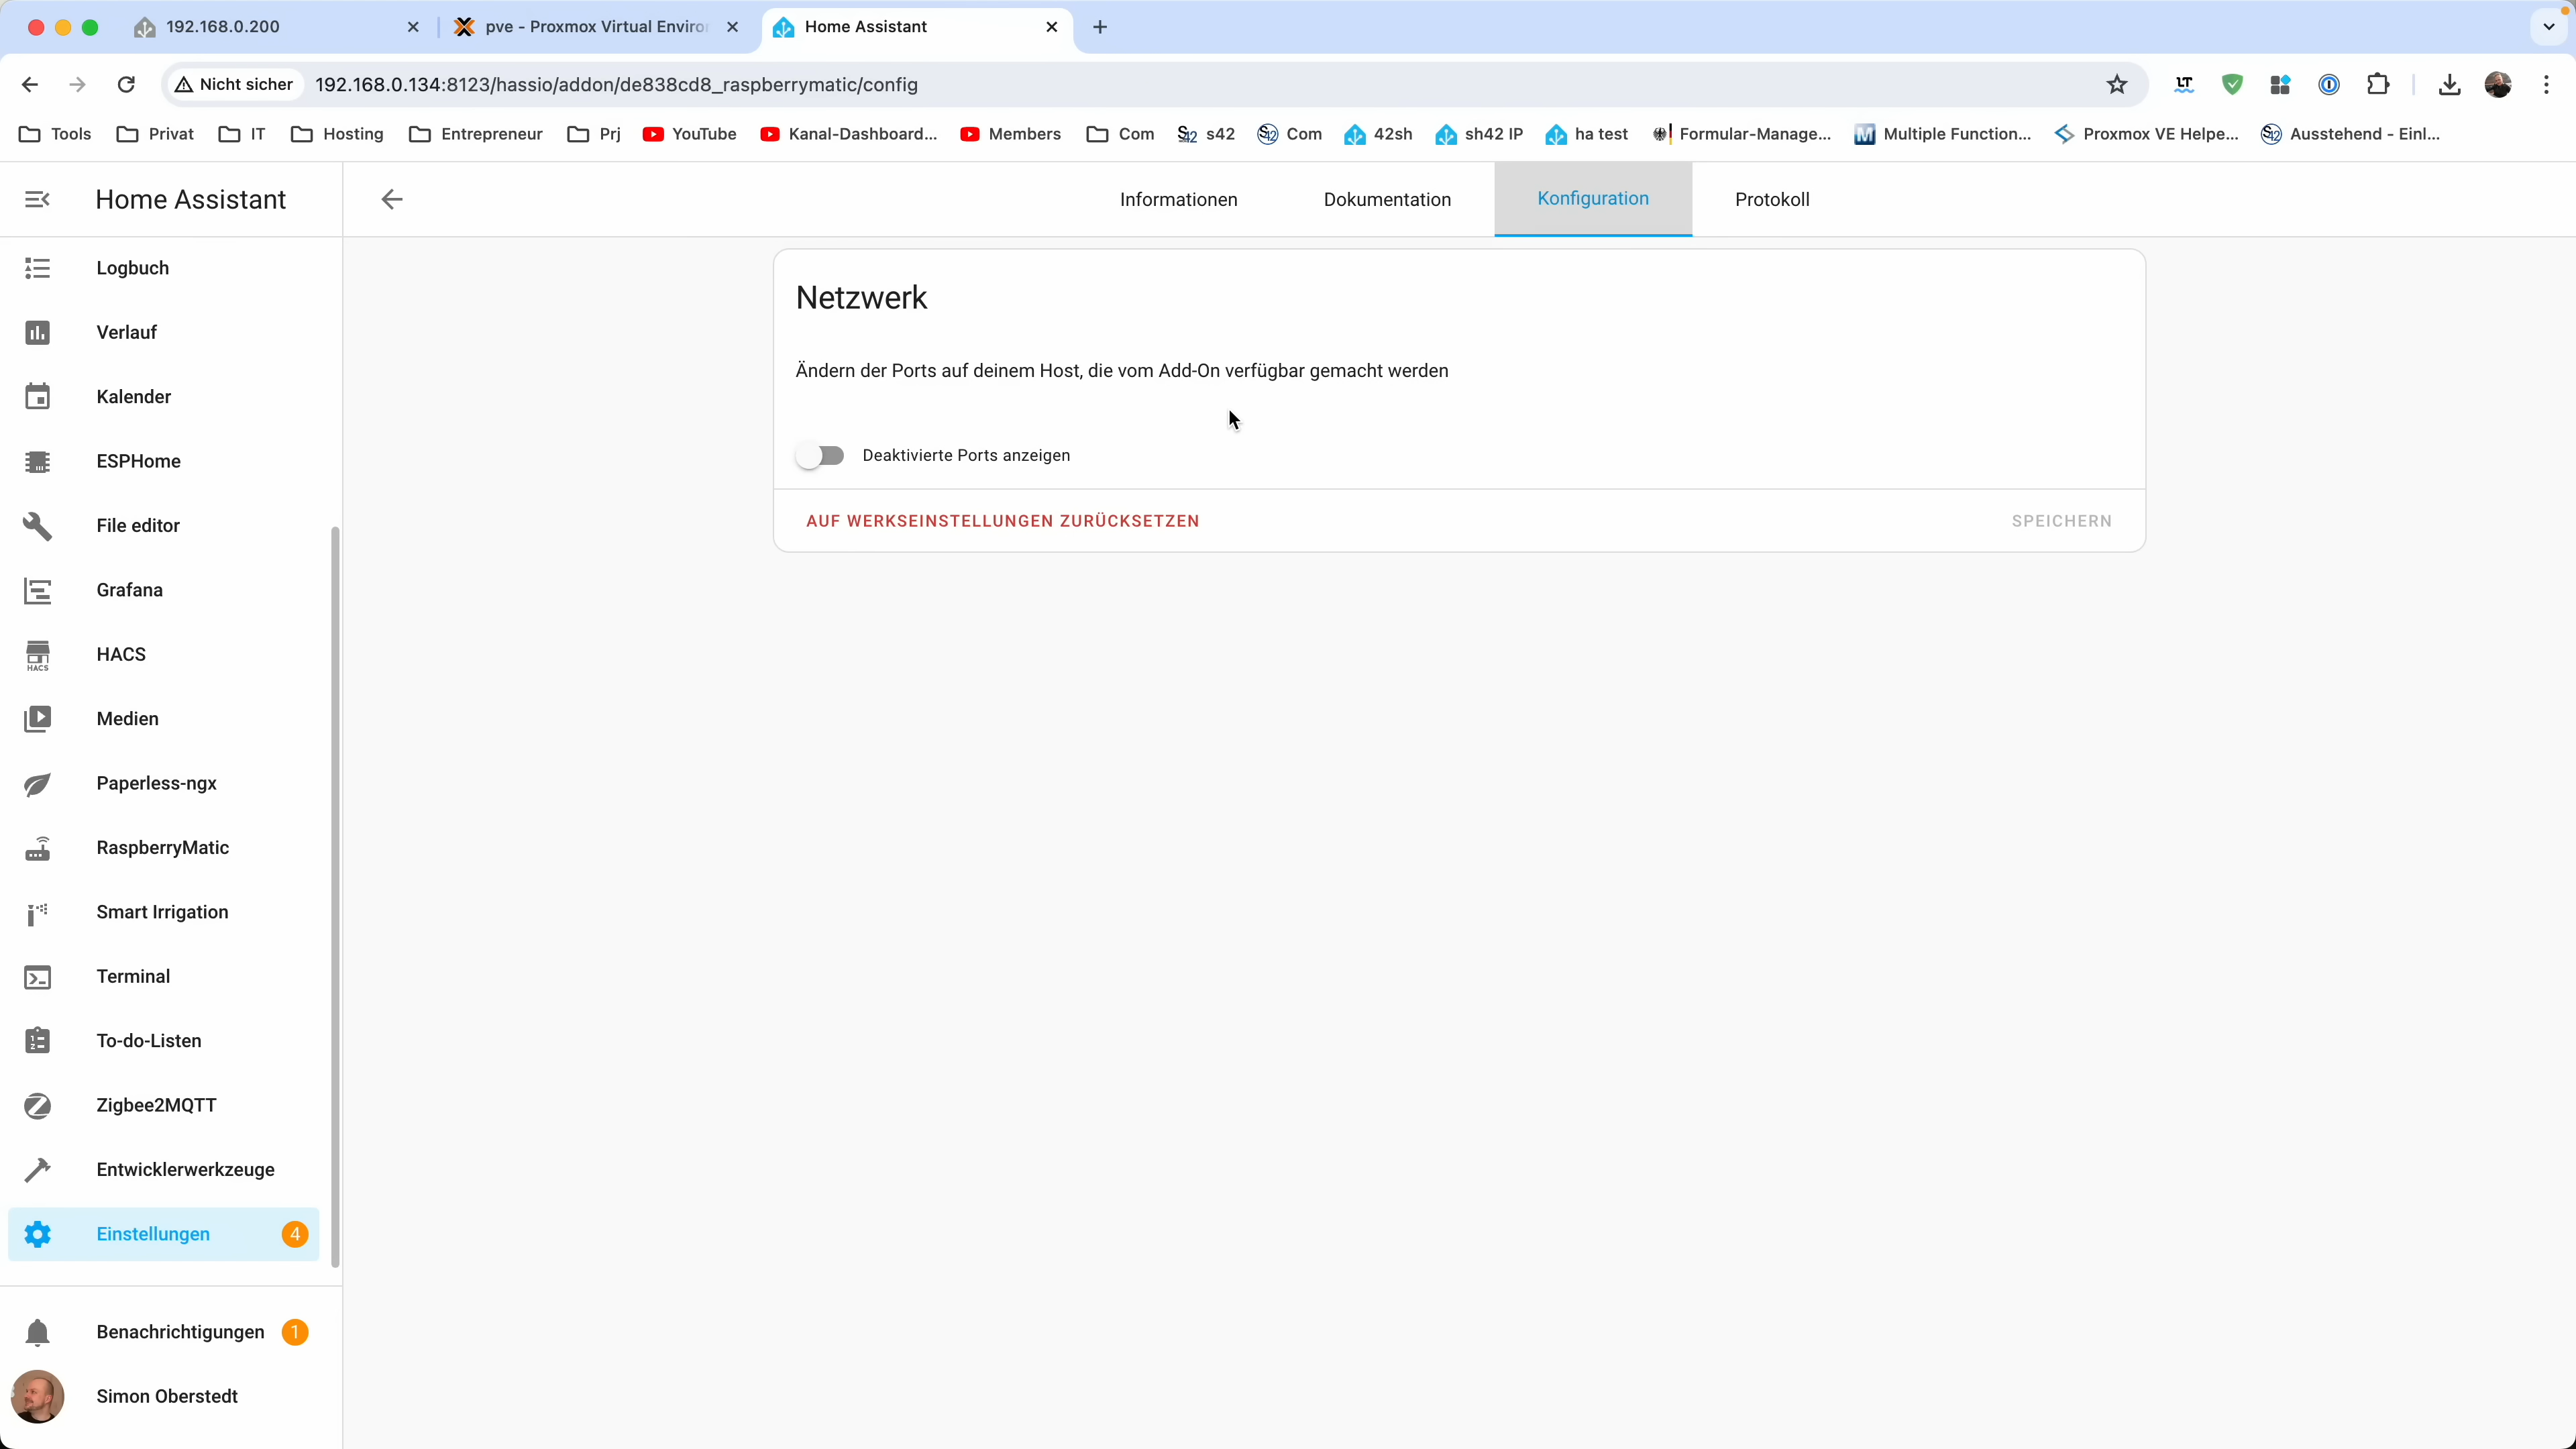 192.168.0.200
pve - Proxmox Virtual Enviro
Home Assistant
Nicht sicher
192.168.0.134:8123/hassio/addon/de838cd8_raspberrymatic/config
Tools
Privat
IT
Hosting
Entrepreneur
Prj
YouTube
Kanal-Dashboard...
Members
Com
s42
Com
42sh
sh42 IP
ha test
Formular-Manage...
Multiple Function...
Proxmox VE Helpe...
Ausstehend - Einl...
Home Assistant
Informationen
Dokumentation
Konfiguration
Protokoll
Logbuch
Verlauf
Kalender
ESPHome
File editor
Grafana
HACS
HACS
Medien
Paperless-ngx
RaspberryMatic
Smart Irrigation
Terminal
To-do-Listen
Zigbee2MQTT
Entwicklerwerkzeuge
Einstellungen
4
Benachrichtigungen
1
Simon Oberstedt
Netzwerk
Ändern der Ports auf deinem Host, die vom Add-On verfügbar gemacht werden
Deaktivierte Ports anzeigen
AUF WERKSEINSTELLUNGEN ZURÜCKSETZEN
SPEICHERN